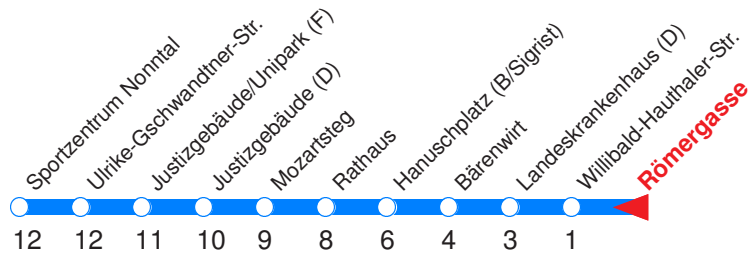 Sportzentrum Nonntal
Ulrike-Gschwandtner-Str.
Justizgebäude/Unipark (F)
Justizgebäude (D)
Mozartsteg
Rathaus
Hanuschplatz (B/Sigrist)
Bärenwirt
Landeskrankenhaus (D)
Willibald-Hauthaler-Str.
Römergasse
12 12 11 10 9 8 6 4 3 1